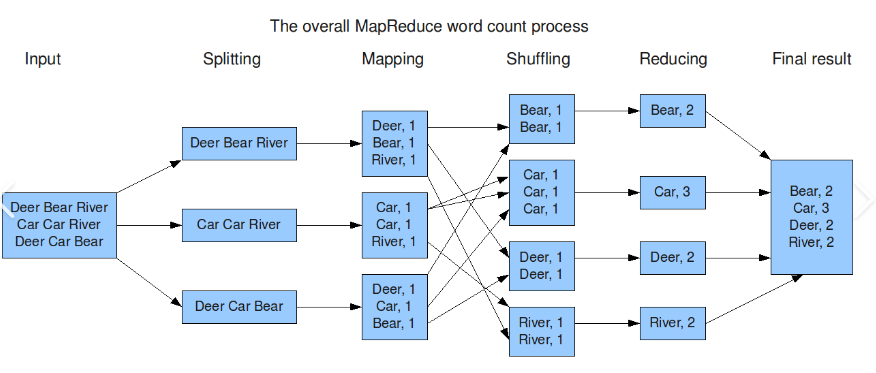 The overall MapReduce word count process
Input
Splitting
Mapping
Shuffling
Reducing
Final result
Deer Bear River
Car Car River
Deer Car Bear
Deer Bear River
Car Car River
Deer Car Bear
Deer, 1
Bear, 1
River, 1
Car, 1
Car, 1
River, 1
Deer, 1
Car, 1
Bear, 1
Bear, 1
Bear, 1
Car, 1
Car, 1
Car, 1
Deer, 1
Deer, 1
River, 1
River, 1
Bear, 2
Car, 3
Deer, 2
River, 2
Bear, 2
Car, 3
Deer, 2
River, 2